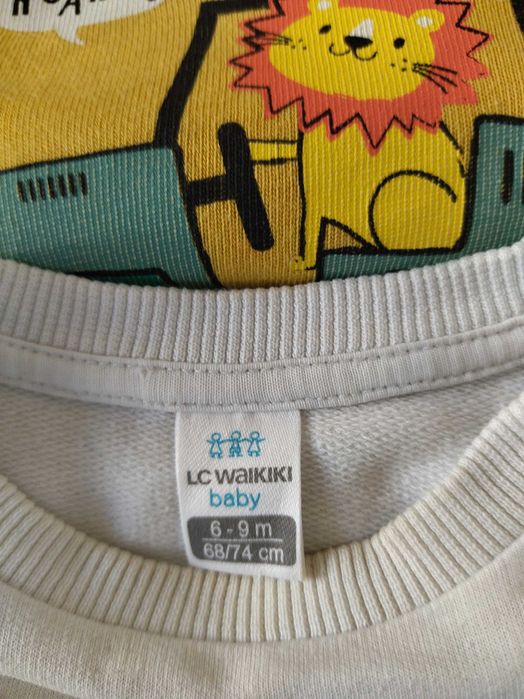 LC WAIKIKI
baby
6 - 9 m
68/74 cm